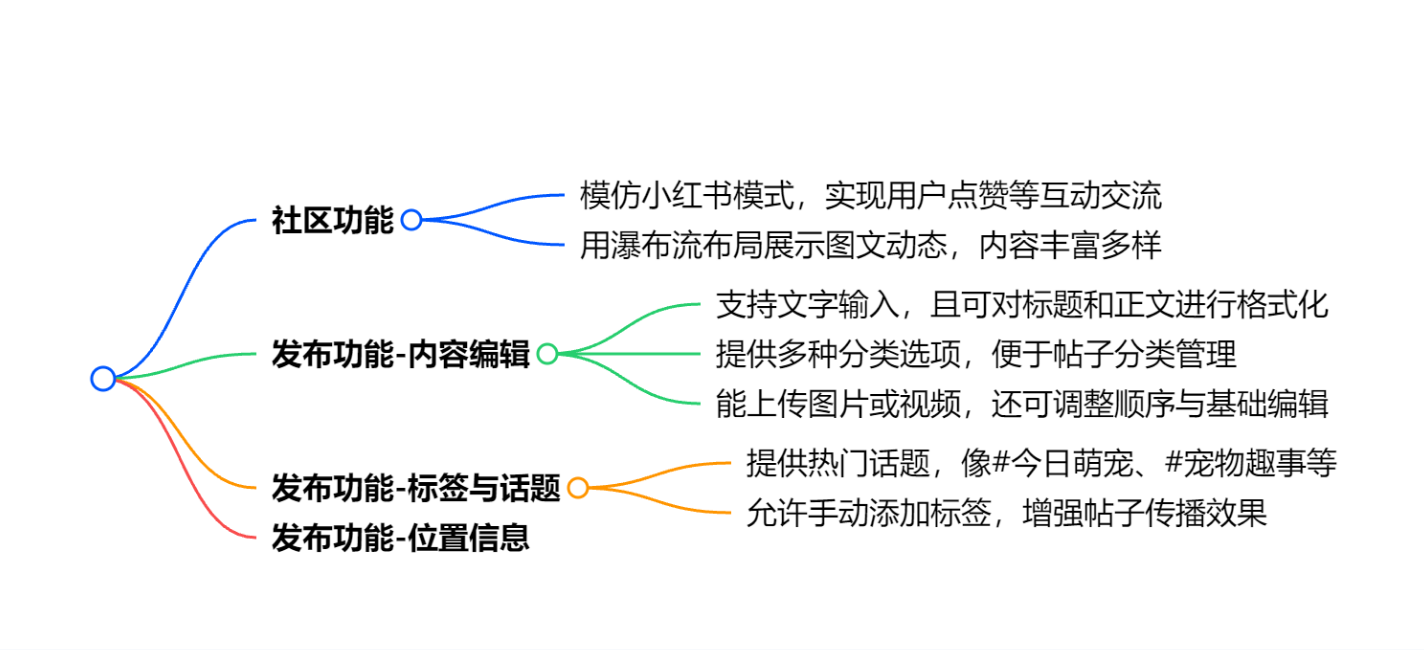 社区功能
模仿小红书模式，实现用户点赞等互动交流
用瀑布流布局展示图文动态，内容丰富多样
发布功能-内容编辑
支持文字输入，且可对标题和正文进行格式化
提供多种分类选项，便于帖子分类管理
能上传图片或视频，还可调整顺序与基础编辑
发布功能-标签与话题
提供热门话题，像#今日萌宠、#宠物趣事等
允许手动添加标签，增强帖子传播效果
发布功能-位置信息